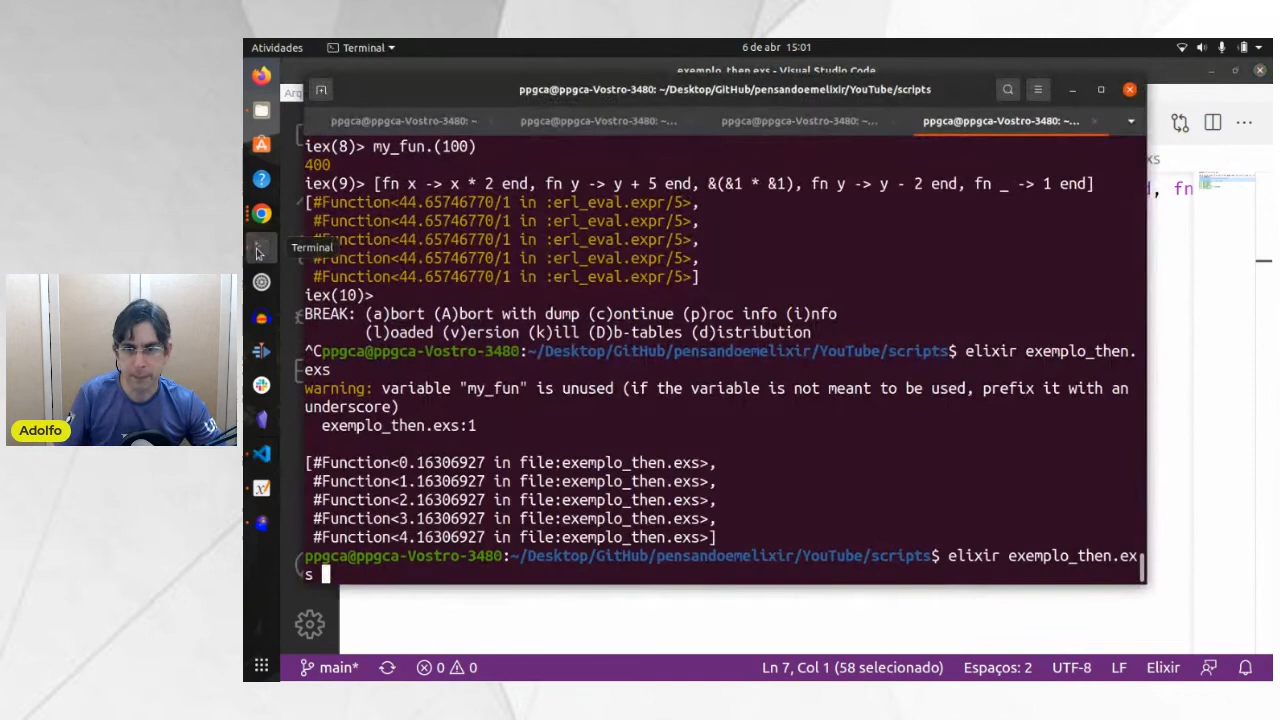 Atividades
Terminal
6 de abr 15:01
exemplo_then.exs - Visual Studio Code
Arq
ppgca@ppgca-Vostro-3480: ~/Desktop/GitHub/pensandoemelixir/YouTube/scripts
ppgca@ppgca-Vostro-3480: ~
ppgca@ppgca-Vostro-3480: ~...
ppgca@ppgca-Vostro-3480: ~...
ppgca@ppgca-Vostro-3480: ~...
iex(8)> my_fun.(100)
400
iex(9)> [fn x -> x * 2 end, fn y -> y + 5 end, &(&1 * &1), fn y -> y - 2 end, fn _ -> 1 end]
[#Function<44.65746770/1 in :erl_eval.expr/5>,
#Function<44.65746770/1 in :erl_eval.expr/5>,
#Function<44.65746770/1 in :erl_eval.expr/5>,
#Function<44.65746770/1 in :erl_eval.expr/5>,
#Function<44.65746770/1 in :erl_eval.expr/5>]
iex(10)>
BREAK: (a)bort (A)bort with dump (c)ontinue (p)roc info (i)nfo
(l)oaded (v)ersion (k)ill (D)b-tables (d)istribution
^Cppgca@ppgca-Vostro-3480:~/Desktop/GitHub/pensandoemelixir/YouTube/scripts$ elixir exemplo_then.
exs
warning: variable "my_fun" is unused (if the variable is not meant to be used, prefix it with an
underscore)
exemplo_then.exs:1
[#Function<0.16306927 in file:exemplo_then.exs>,
#Function<1.16306927 in file:exemplo_then.exs>,
#Function<2.16306927 in file:exemplo_then.exs>,
#Function<3.16306927 in file:exemplo_then.exs>,
#Function<4.16306927 in file:exemplo_then.exs>]
ppgca@ppgca-Vostro-3480:~/Desktop/GitHub/pensandoemelixir/YouTube/scripts$ elixir exemplo_then.ex
s
Terminal
xs
, fn
Adolfo
main*
0
0
Ln 7, Col 1 (58 selecionado)
Espaços: 2
UTF-8
LF
Elixir